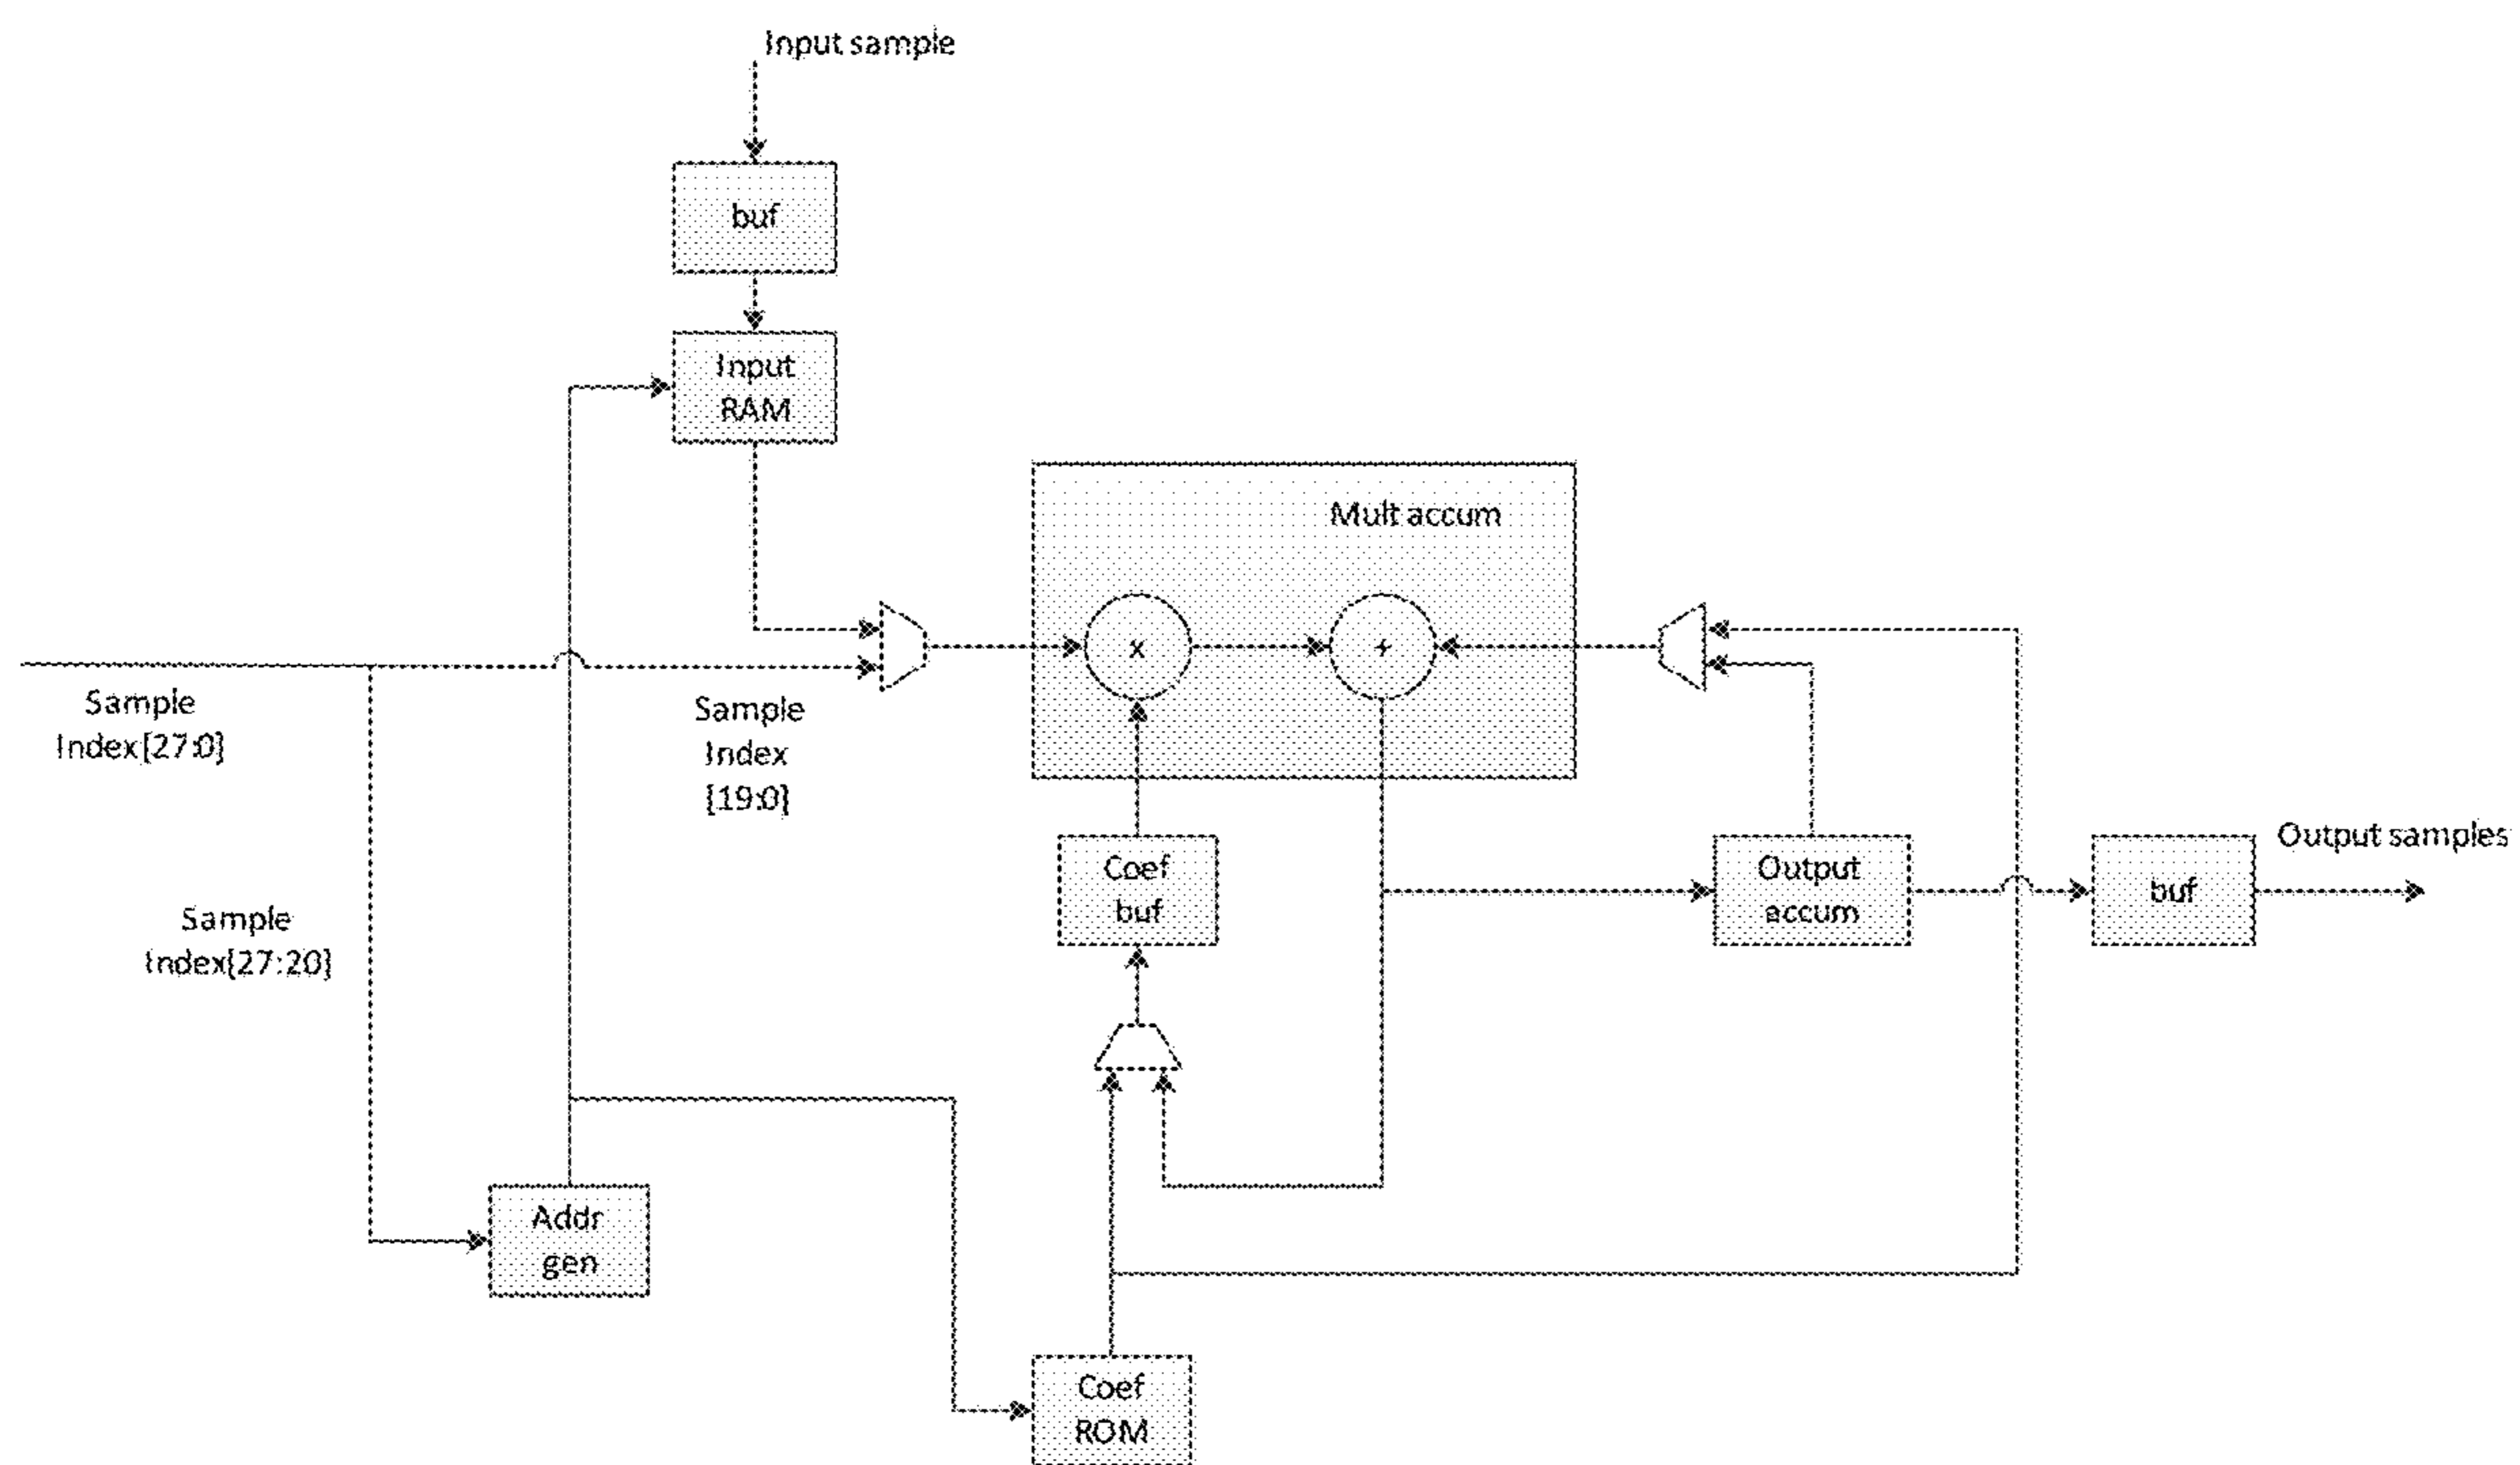 Input sample
buf
Input
RAM
Mult accum
x
+
Sample
Index[27:0]
Sample
Index
[19:0]
Coef
buf
Output
accum
buf
Output samples
Sample
Index[27:20]
Addr
gen
Coef
ROM